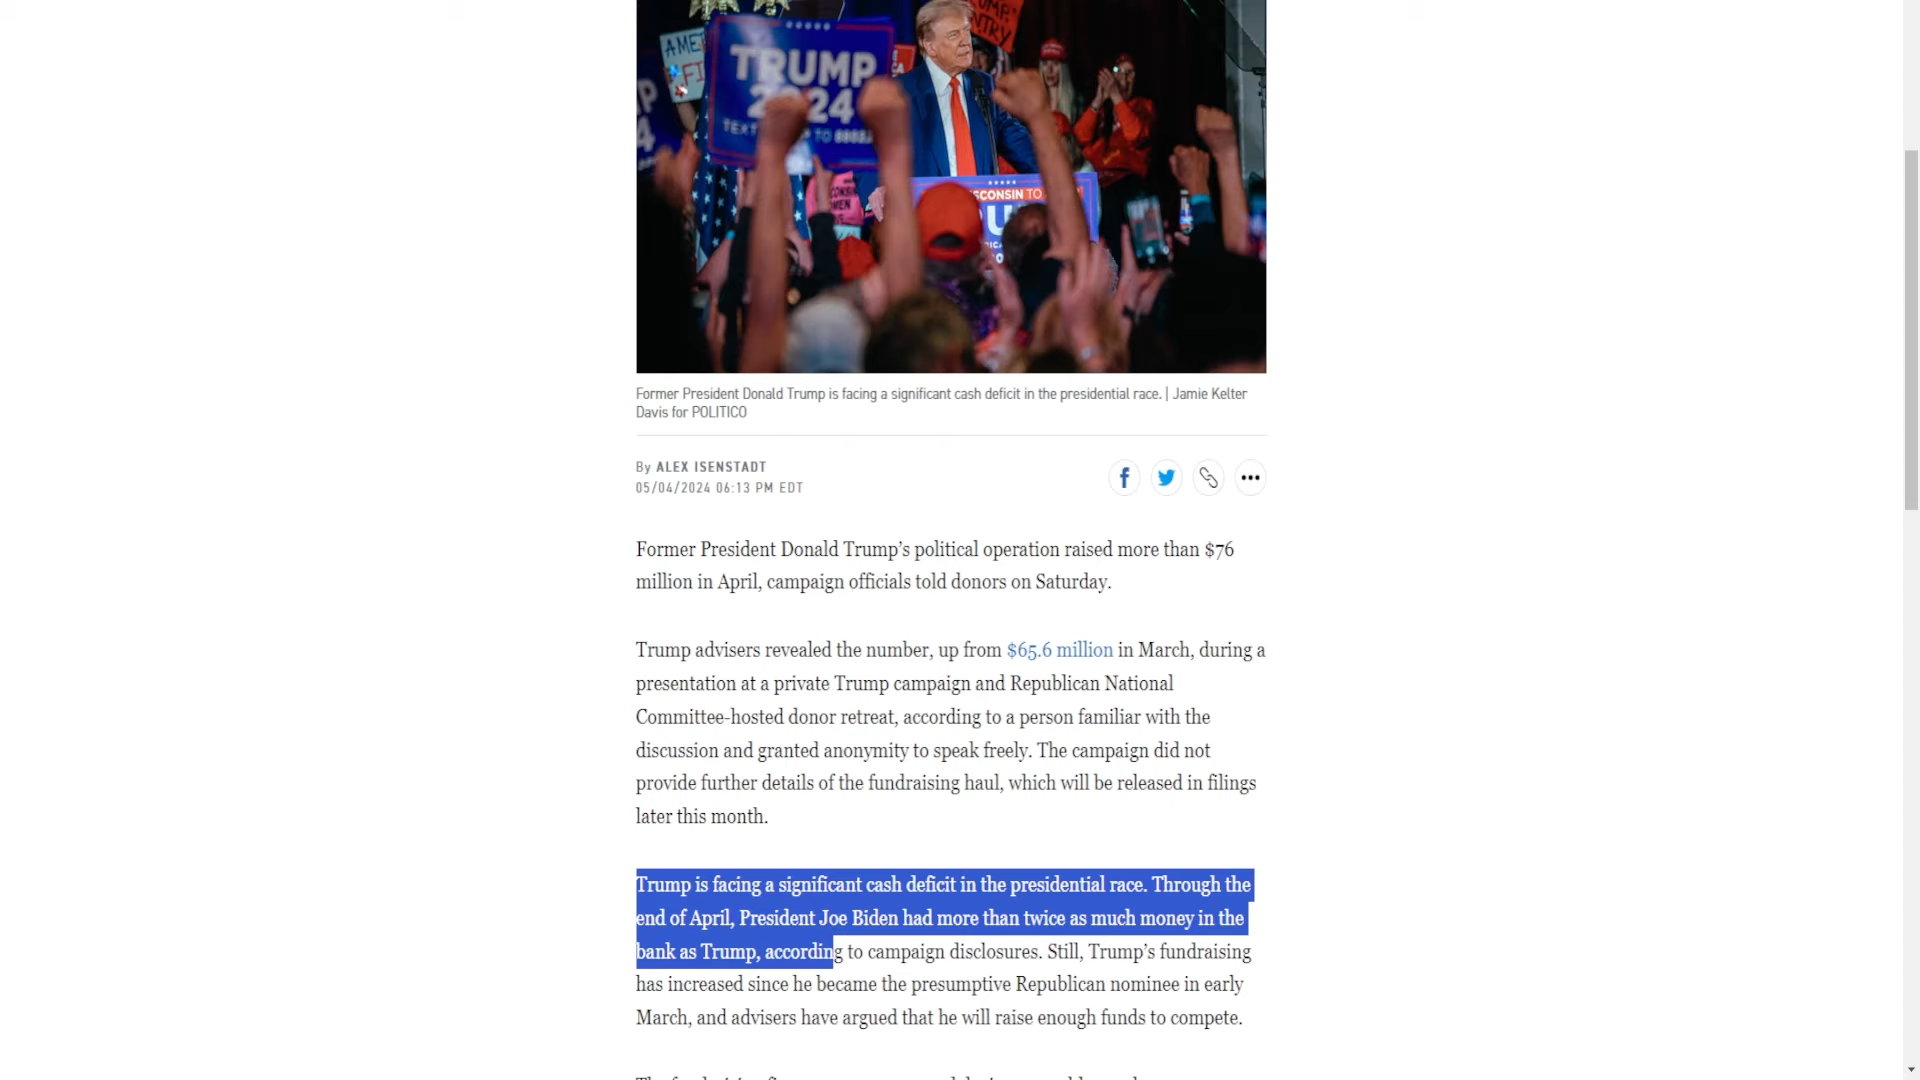 TRUMP
AMER
FI
TRUMP
2024
TEXT
TO
TRY
SCONSIN TO
Former President Donald Trump is facing a significant cash deficit in the presidential race. | Jamie Kelter
Davis for POLITICO
By ALEX ISENSTADT
05/04/2024 06:13 PM EDT
Former President Donald Trump’s political operation raised more than $76
million in April, campaign officials told donors on Saturday.
Trump advisers revealed the number, up from $65.6 million in March, during a
presentation at a private Trump campaign and Republican National
Committee-hosted donor retreat, according to a person familiar with the
discussion and granted anonymity to speak freely. The campaign did not
provide further details of the fundraising haul, which will be released in filings
later this month.
Trump is facing a significant cash deficit in the presidential race. Through the
end of April, President Joe Biden had more than twice as much money in the
bank as Trump, according to campaign disclosures. Still, Trump’s fundraising
has increased since he became the presumptive Republican nominee in early
March, and advisers have argued that he will raise enough funds to compete.